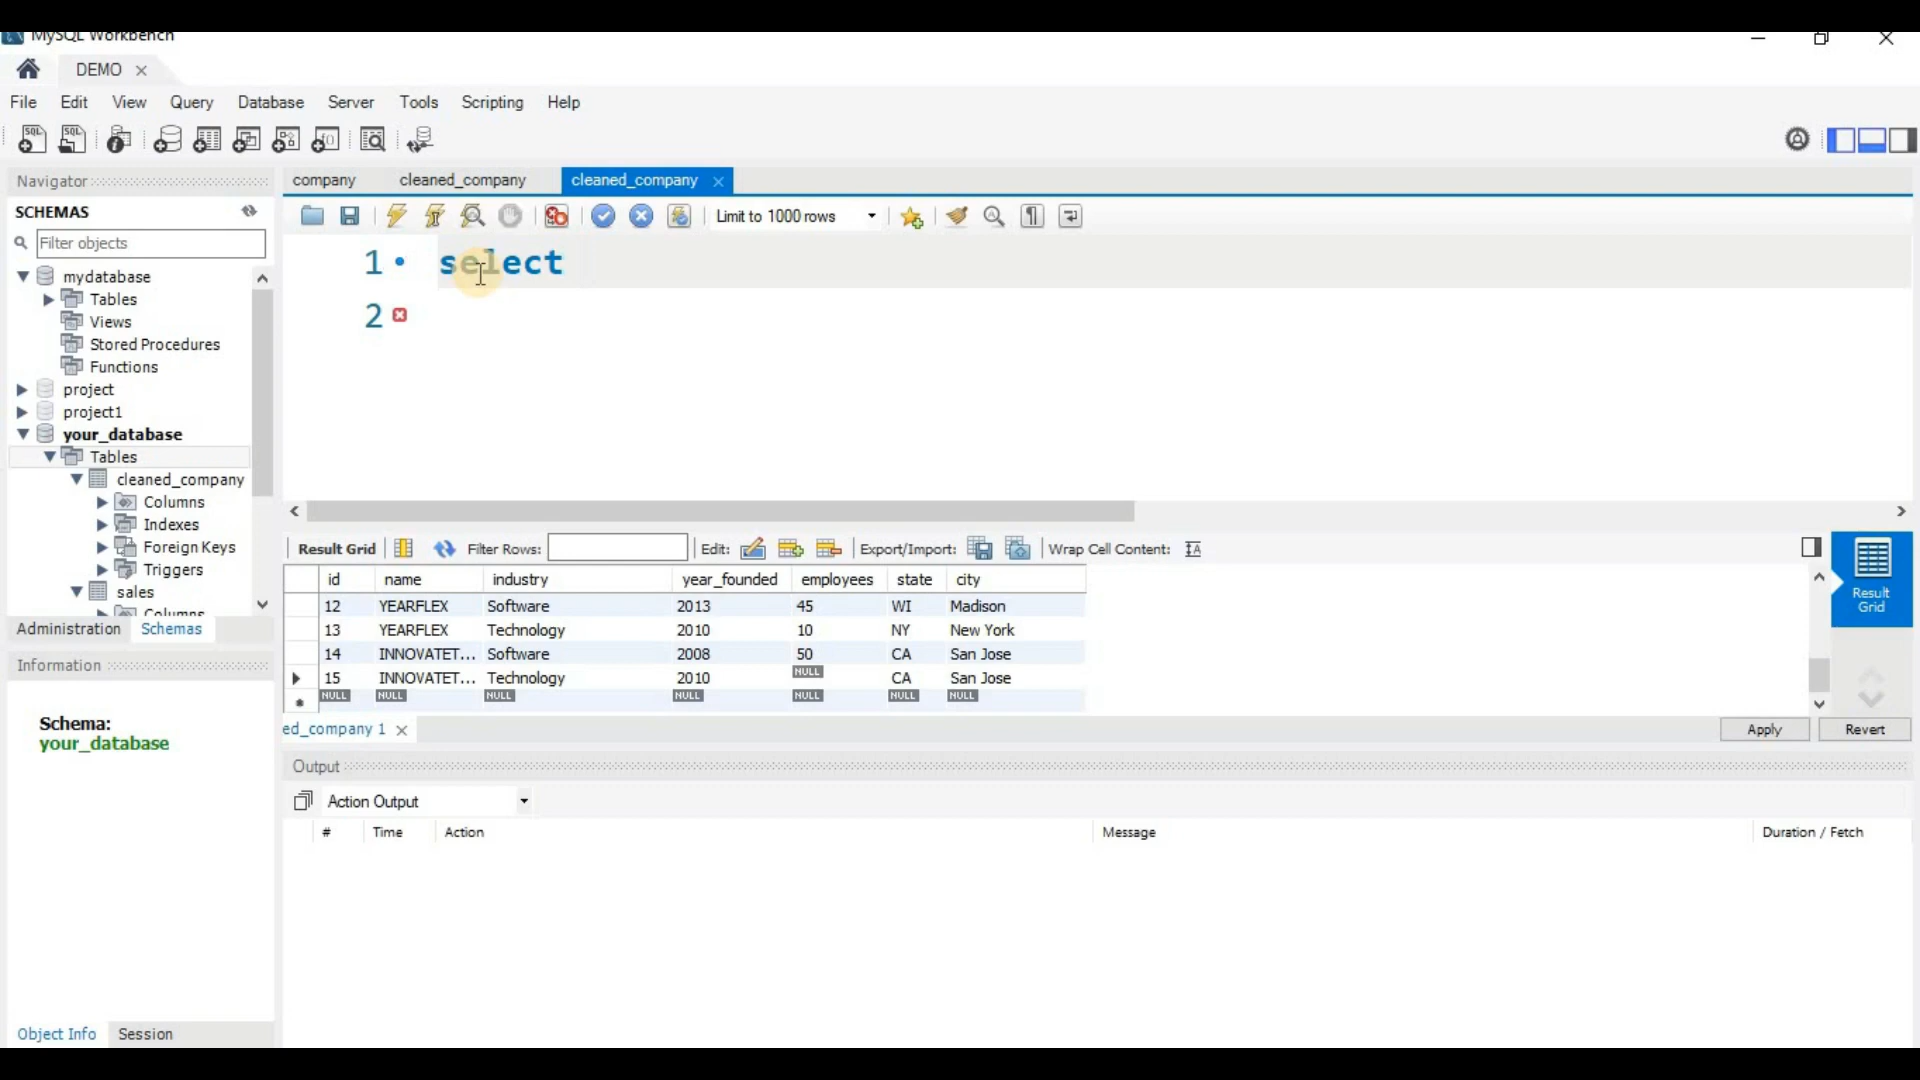 MySQL Workbench
DEMO
File Edit View Query Database Server Tools Scripting Help
Navigator
company cleaned_company cleaned_company
SCHEMAS
Limit to 1000 rows
Filter objects
1 select
2
mydatabase
Tables
Views
Stored Procedures
Functions
project
project1
your_database
Tables
cleaned_company
Columns
Indexes
Foreign Keys
Triggers
sales
Columns
Administration Schemas
Information
Schema:
your_database
Object Info Session
Result Grid Filter Rows: Edit: Export/Import: Wrap Cell Content:
id name industry year_founded employees state city
12 YEARFLEX Software 2013 45 WI Madison
13 YEARFLEX Technology 2010 10 NY New York
14 INNOVATET... Software 2008 50 CA San Jose
15 INNOVATET... Technology 2010 NULL CA San Jose
NULL NULL NULL NULL NULL NULL NULL
Result
Grid
ed_company 1 Apply Revert
Output
Action Output
# Time Action Message Duration / Fetch